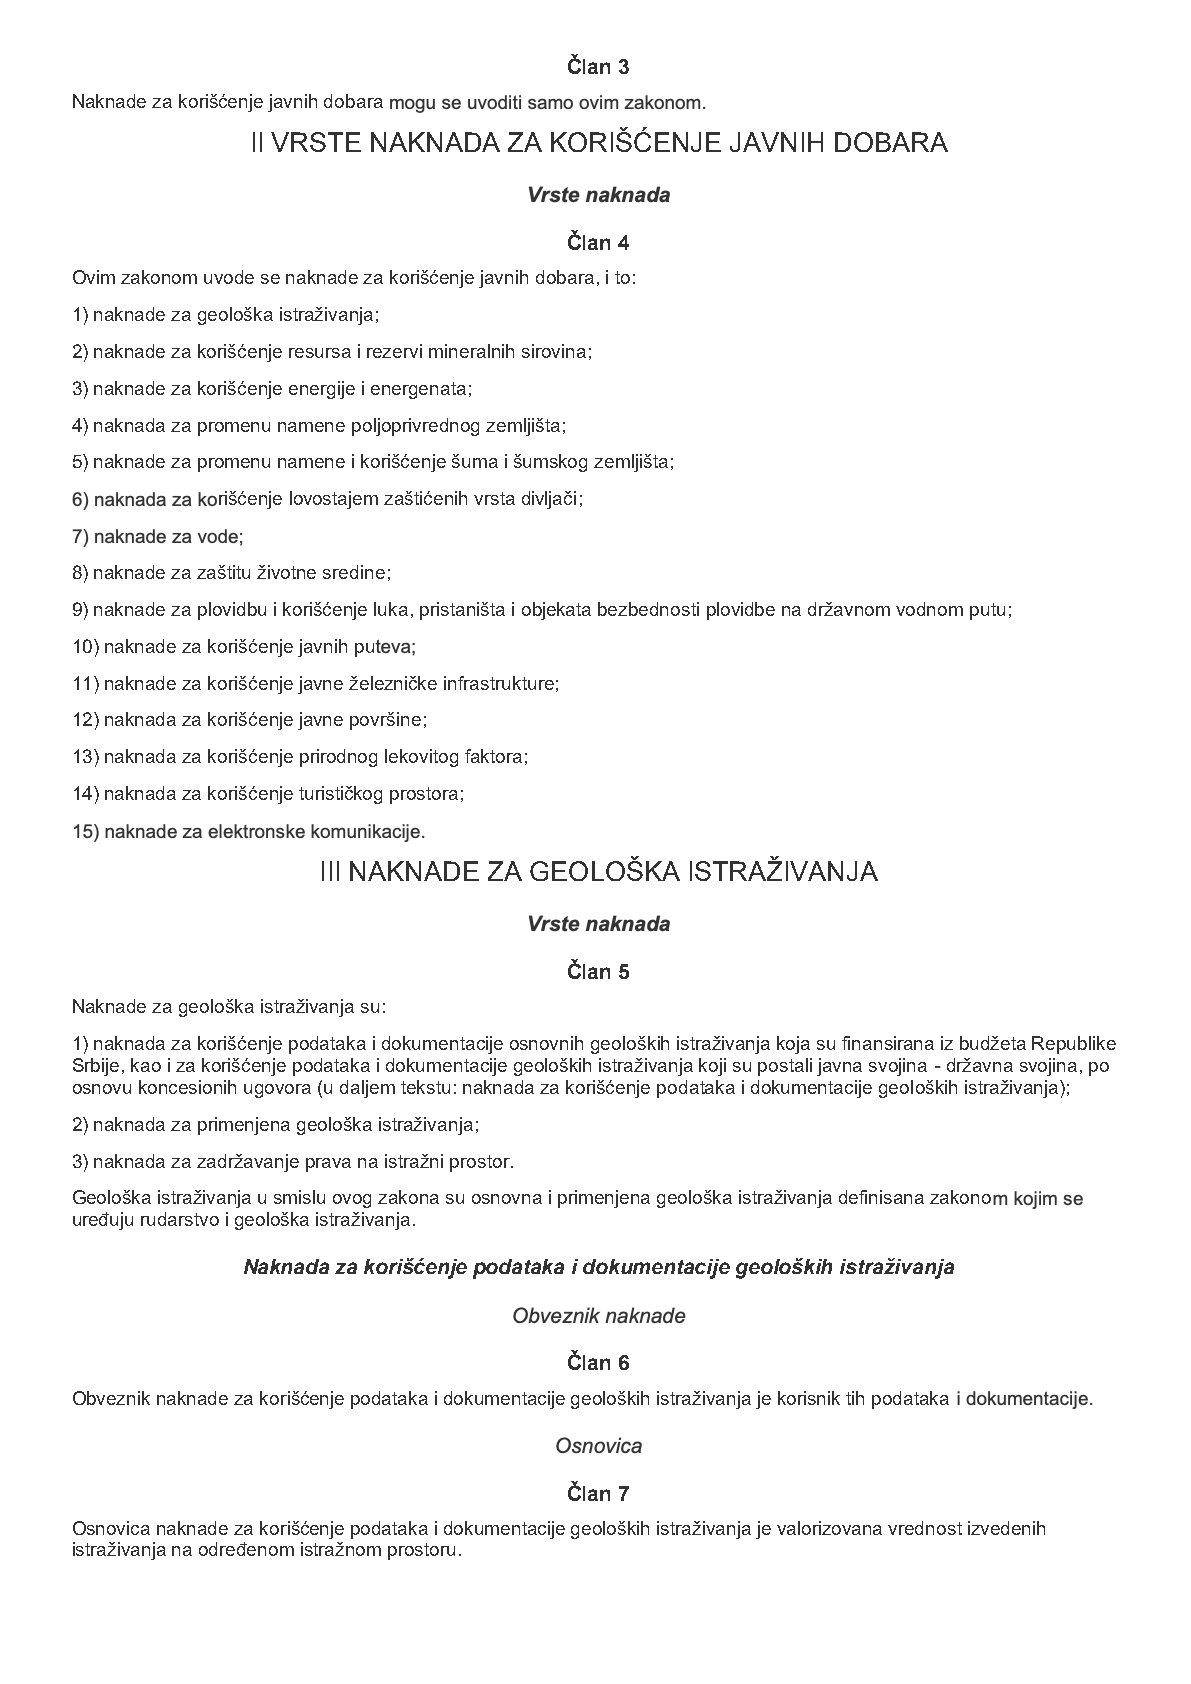 Član 3
Naknade za korišćenje javnih dobara mogu se uvoditi samo ovim zakonom.
II VRSTE NAKNADA ZA KORIŠĆENJE JAVNIH DOBARA
Vrste naknada
Član 4
Ovim zakonom uvode se naknade za korišćenje javnih dobara, i to:
1) naknade za geološka istraživanja;
2) naknade za korišćenje resursa i rezervi mineralnih sirovina;
3) naknade za korišćenje energije i energenata;
4) naknada za promenu namene poljoprivrednog zemljišta;
5) naknade za promenu namene i korišćenje šuma i šumskog zemljišta;
6) naknada za korišćenje lovostajem zaštićenih vrsta divljači;
7) naknade za vode;
8) naknade za zaštitu životne sredine;
9) naknade za plovidbu i korišćenje luka, pristaništa i objekata bezbednosti plovidbe na državnom vodnom putu;
10) naknade za korišćenje javnih puteva;
11) naknade za korišćenje javne železničke infrastrukture;
12) naknada za korišćenje javne površine;
13) naknada za korišćenje prirodnog lekovitog faktora;
14) naknada za korišćenje turističkog prostora;
15) naknade za elektronske komunikacije.
III NAKNADE ZA GEOLOŠKA ISTRAŽIVANJA
Vrste naknada
Član 5
Naknade za geološka istraživanja su:
1) naknada za korišćenje podataka i dokumentacije osnovnih geoloških istraživanja koja su finansirana iz budžeta Republike
Srbije, kao i za korišćenje podataka i dokumentacije geoloških istraživanja koji su postali javna svojina - državna svojina, po
osnovu koncesionih ugovora (u daljem tekstu: naknada za korišćenje podataka i dokumentacije geoloških istraživanja);
2) naknada za primenjena geološka istraživanja;
3) naknada za zadržavanje prava na istražni prostor.
Geološka istraživanja u smislu ovog zakona su osnovna i primenjena geološka istraživanja definisana zakonom kojim se
uređuju rudarstvo i geološka istraživanja.
Naknada za korišćenje podataka i dokumentacije geoloških istraživanja
Obveznik naknade
Član 6
Obveznik naknade za korišćenje podataka i dokumentacije geoloških istraživanja je korisnik tih podataka i dokumentacije.
Osnovica
Član 7
Osnovica naknade za korišćenje podataka i dokumentacije geoloških istraživanja je valorizovana vrednost izvedenih
istraživanja na određenom istražnom prostoru.